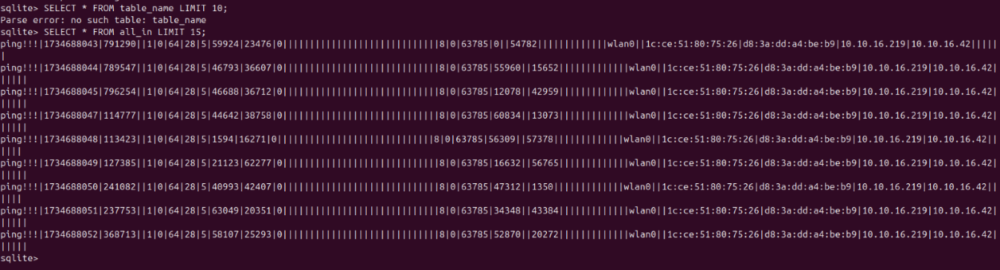 sqlite> SELECT * FROM table_name LIMIT 10;
Parse error: no such table: table_name
sqlite> SELECT * FROM all_in LIMIT 15;
ping!!!|1734688043|791290||1|0|64|28|5|59924|23476|0||||||||||||||||||||||||||||8|0|63785|0||54782|||||||||||||wlan0||1c:ce:51:80:75:26|d8:3a:dd:a4:be:b9|10.10.16.219|10.10.16.42||||||
|
ping!!!|1734688044|789547||1|0|64|28|5|46793|36607|0||||||||||||||||||||||||||||8|0|63785|55960||15652|||||||||||||wlan0||1c:ce:51:80:75:26|d8:3a:dd:a4:be:b9|10.10.16.219|10.10.16.42||
|||||
ping!!!|1734688045|796254||1|0|64|28|5|46688|36712|0||||||||||||||||||||||||||||8|0|63785|12078||42959|||||||||||||wlan0||1c:ce:51:80:75:26|d8:3a:dd:a4:be:b9|10.10.16.219|10.10.16.42||
|||||
ping!!!|1734688047|114777||1|0|64|28|5|44642|38758|0||||||||||||||||||||||||||||8|0|63785|60834||13073|||||||||||||wlan0||1c:ce:51:80:75:26|d8:3a:dd:a4:be:b9|10.10.16.219|10.10.16.42||
|||||
ping!!!|1734688048|113423||1|0|64|28|5|1594|16271|0||||||||||||||||||||||||||||8|0|63785|56309||57378|||||||||||||wlan0||1c:ce:51:80:75:26|d8:3a:dd:a4:be:b9|10.10.16.219|10.10.16.42|||
||||
ping!!!|1734688049|127385||1|0|64|28|5|21123|62277|0||||||||||||||||||||||||||||8|0|63785|16632||56765|||||||||||||wlan0||1c:ce:51:80:75:26|d8:3a:dd:a4:be:b9|10.10.16.219|10.10.16.42||
|||||
ping!!!|1734688050|241082||1|0|64|28|5|40993|42407|0||||||||||||||||||||||||||||8|0|63785|47312||1350|||||||||||||wlan0||1c:ce:51:80:75:26|d8:3a:dd:a4:be:b9|10.10.16.219|10.10.16.42|||
||||
ping!!!|1734688051|237753||1|0|64|28|5|63049|20351|0||||||||||||||||||||||||||||8|0|63785|34348||43384|||||||||||||wlan0||1c:ce:51:80:75:26|d8:3a:dd:a4:be:b9|10.10.16.219|10.10.16.42||
|||||
ping!!!|1734688052|368713||1|0|64|28|5|58107|25293|0||||||||||||||||||||||||||||8|0|63785|52870||20272|||||||||||||wlan0||1c:ce:51:80:75:26|d8:3a:dd:a4:be:b9|10.10.16.219|10.10.16.42||
|||||
sqlite>